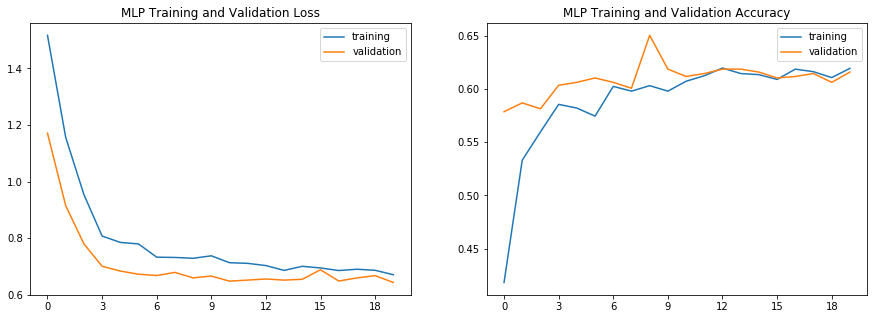 MLP Training and Validation Loss
training
validation
1.4
1.2
1.0
0.8
0.6
0 3 6 9 12 15 18
MLP Training and Validation Accuracy
training
validation
0.65
0.60
0.55
0.50
0.45
0 3 6 9 12 15 18